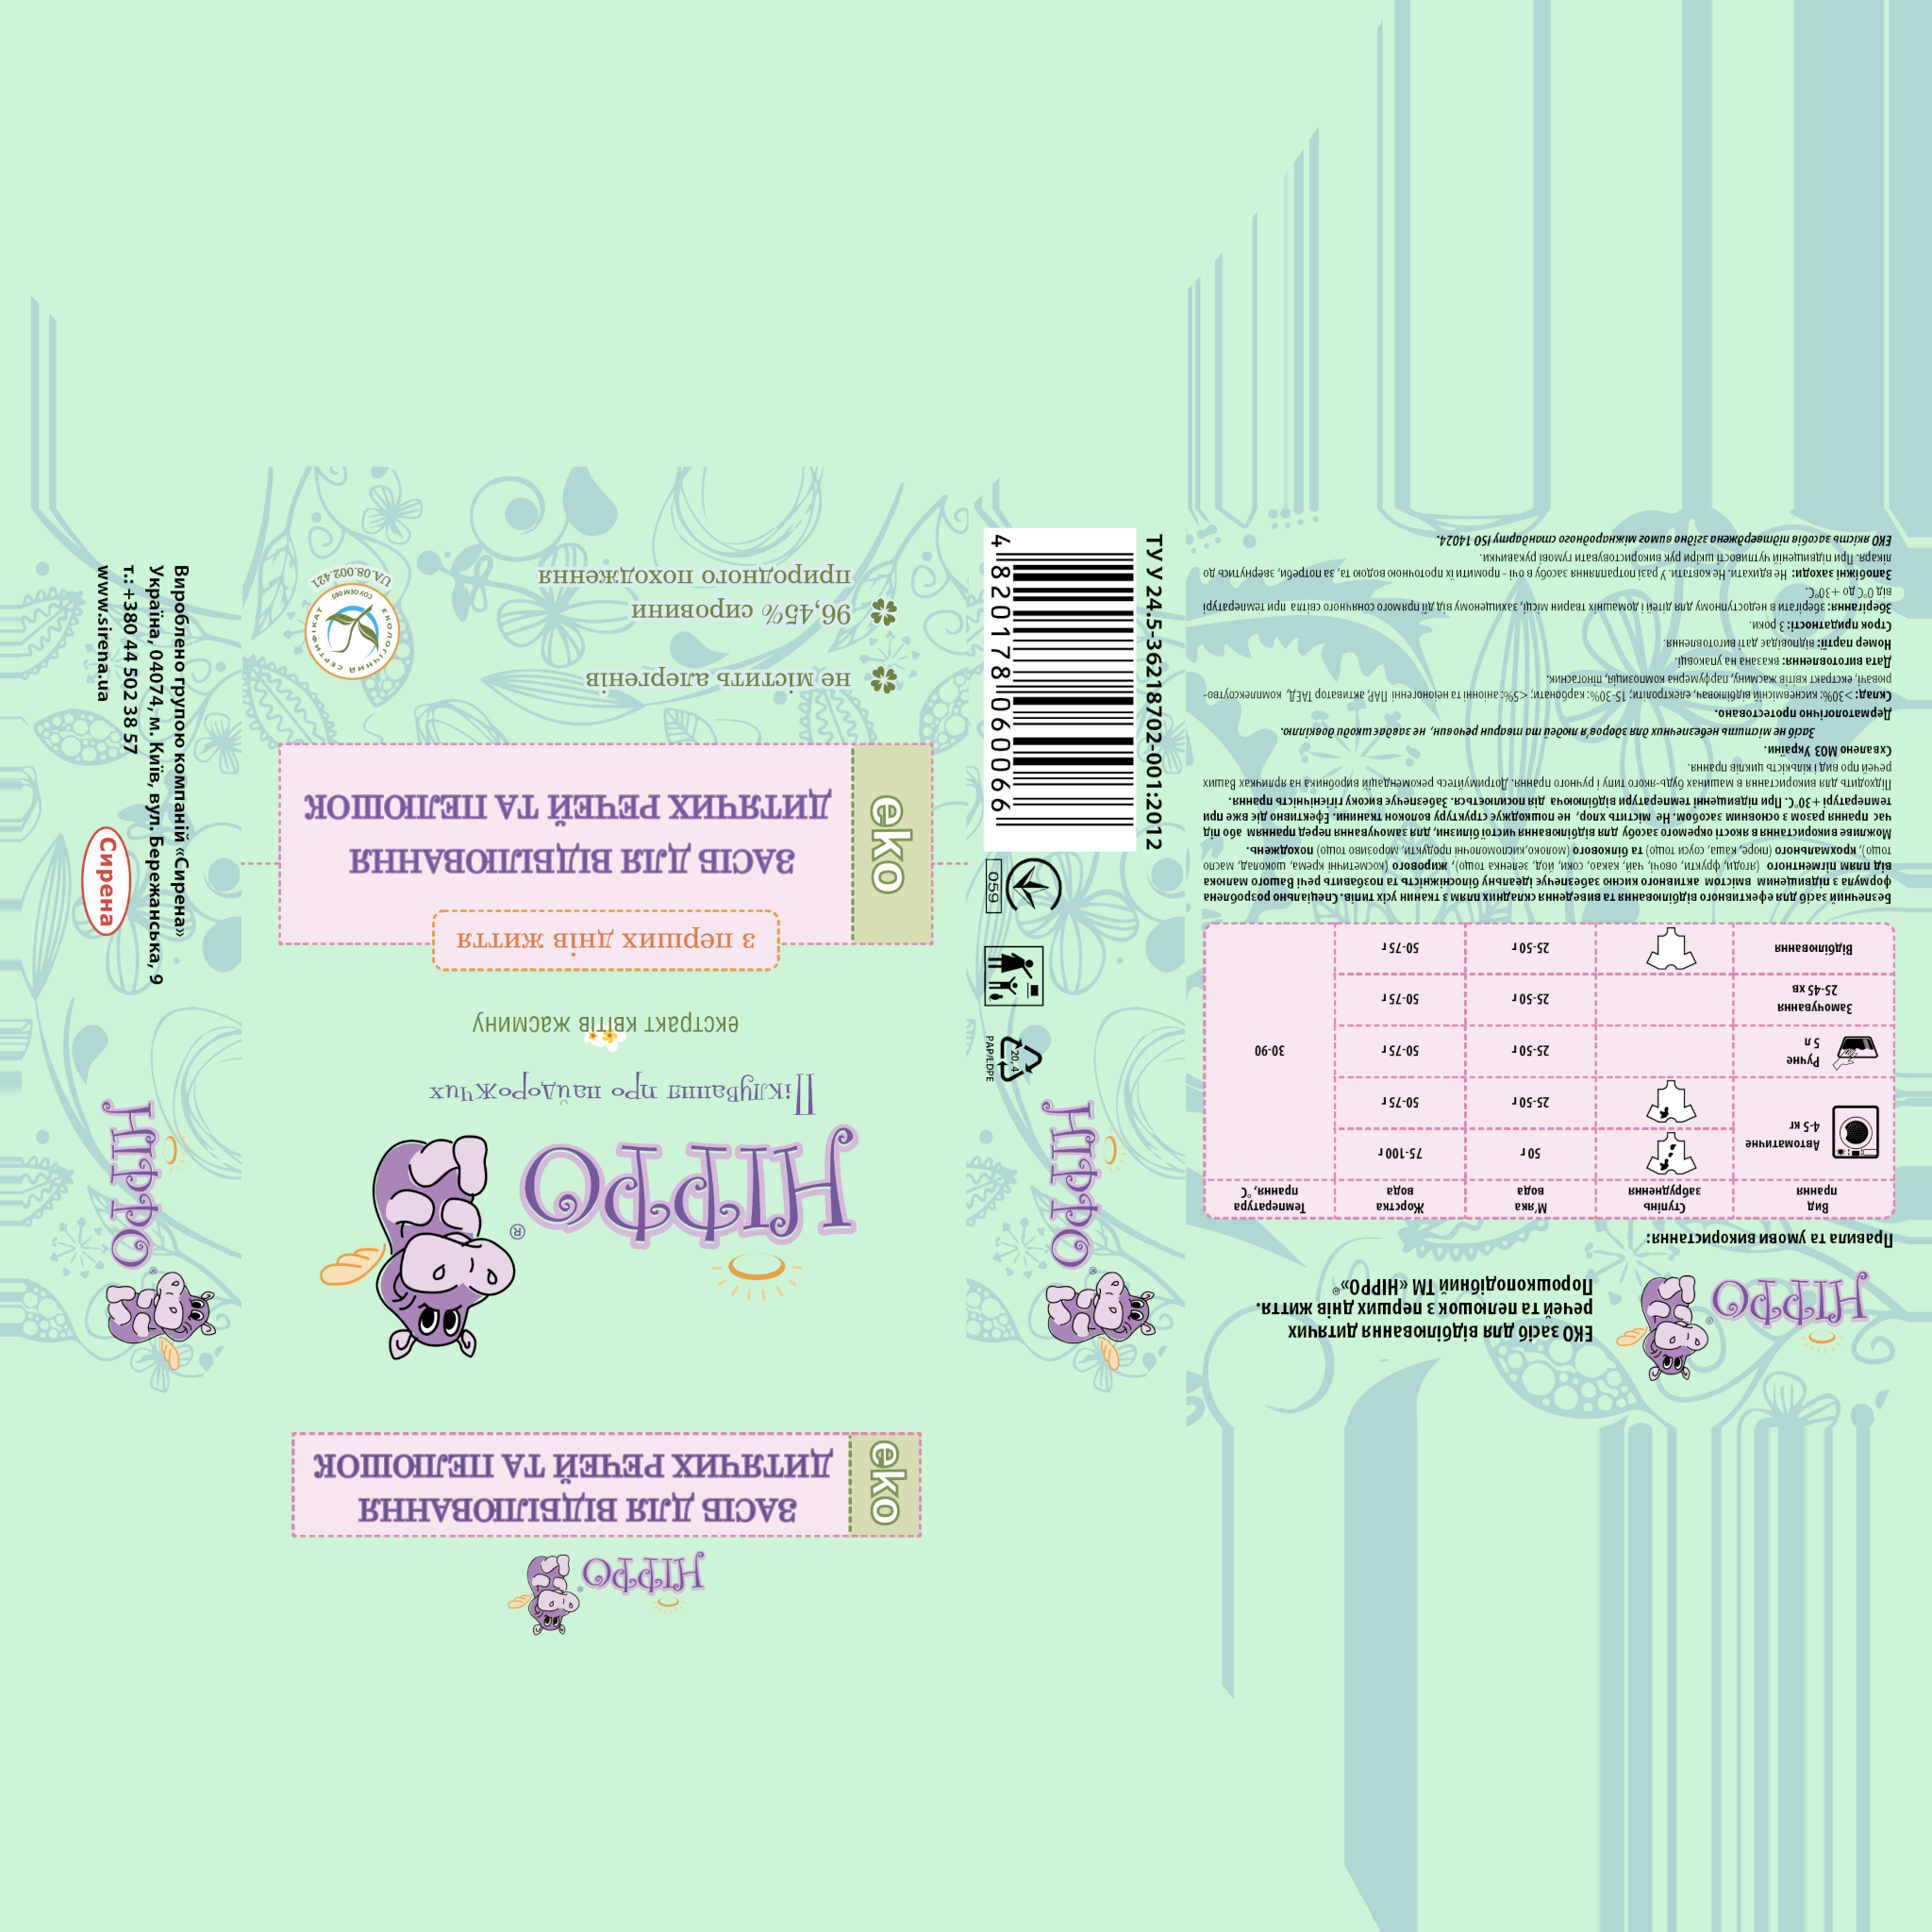 HIPPO®
eko
ЗАСІБ ДЛЯ ВІДБІЛЮВАННЯ
ДИТЯЧИХ РЕЧЕЙ ТА ПЕЛЮШОК
HIPPO®
Піклування про найдорожчих
екстракт квітів жасмину
з перших днів життя
eko
ЗАСІБ ДЛЯ ВІДБІЛЮВАННЯ
ДИТЯЧИХ РЕЧЕЙ ТА ПЕЛЮШОК
не містить алергенів
96,45% сировини
природного походження
ЕКОЛОГІЧНИЙ СЕРТИФІКАТ
UA.08.002.421
HIPPO®
ЕКО засіб для відбілювання дитячих
речей та пелюшок з перших днів життя.
Порошкоподібний ТМ «HIPPO»®
Правила та умови використання:
Вид прання
Ступінь забруднення
М'яка вода
Жорстка вода
Температура прання, °С
Автоматичне 4-5 кг
50 г
75-100 г
25-50 г
50-75 г
Ручне 5 л
25-50 г
50-75 г
30-90
Замочування 25-45 хв
25-50 г
50-75 г
Відбілювання
25-50 г
50-75 г
Безпечний засіб для ефективного відбілювання та виведення складних плям з тканин усіх типів. Спеціально розроблена
формула з підвищеним вмістом активного кисню забезпечує ідеальну білосніжність та позбавить речі Вашого малюка
від плям пігментного (ягоди, фрукти, овочі, чай, какао, соки, йод, зеленка тощо), жирового (косметичні крема, шоколад, масло
тощо), крохмального (пюре, каша, соуси тощо) та білкового (молоко, кисломолочні продукти, морозиво тощо) походжень.
Можливе використання в якості окремого засобу для відбілювання чистої білизни, для замочування перед пранням або під
час прання разом з основним засобом. Не містить хлор, не пошкоджує структуру волокон тканини. Ефективно діє вже при
температурі +30°С. При підвищенні температури відбілююча дія посилюється. Забезпечує високу гігієнічність прання.
Підходить для використання в машинах будь-якого типу і ручного прання. Дотримуйтесь рекомендацій виробника на ярличках Ваших
речей про вид і кількість циклів прання.
Схвалено МОЗ України.
Засіб не містить небезпечних для здоров'я людей та тварин речовин, не завдає шкоди довкіллю.
Дерматологічно протестовано.
Склад: >30%: кисневмісній відбілювач, електроліти; 15-30%: карбонати; <5%: аніонні та неіоногенні ПАР, активатор ТАЕД, комплексоутво-
рювачі, екстракт квітів жасмину, парфумерна композиція, піногасник.
Дата виготовлення: вказана на упаковці.
Номер партії: відповідає даті виготовлення.
Строк придатності: 3 роки.
Зберігання: зберігати в недоступному для дітей і домашніх тварин місці, захищеному від дії прямого сонячного світла при температурі
від 0°С до +30°С.
Запобіжні заходи: Не дихати. Не ковтати. У разі потрапляння засобу в очі - промити їх проточною водою та, за потреби, звернутись до
лікаря. При підвищеній чутливості шкіри рук використовувати гумові рукавички.
ЕКО якість засобів підтверджена згідно вимог міжнародного стандарту ISO 14024.
ТУ У 24.5-36218702-001:2012
4 820178 060066
059
20, 4
PAP/LDPE
HIPPO®
Вироблено групою компаній «Сирена»
Україна, 04074, м. Київ, вул. Бережанська, 9
т.: +380 44 502 38 57
www.sirena.ua
Сирена
HIPPO®